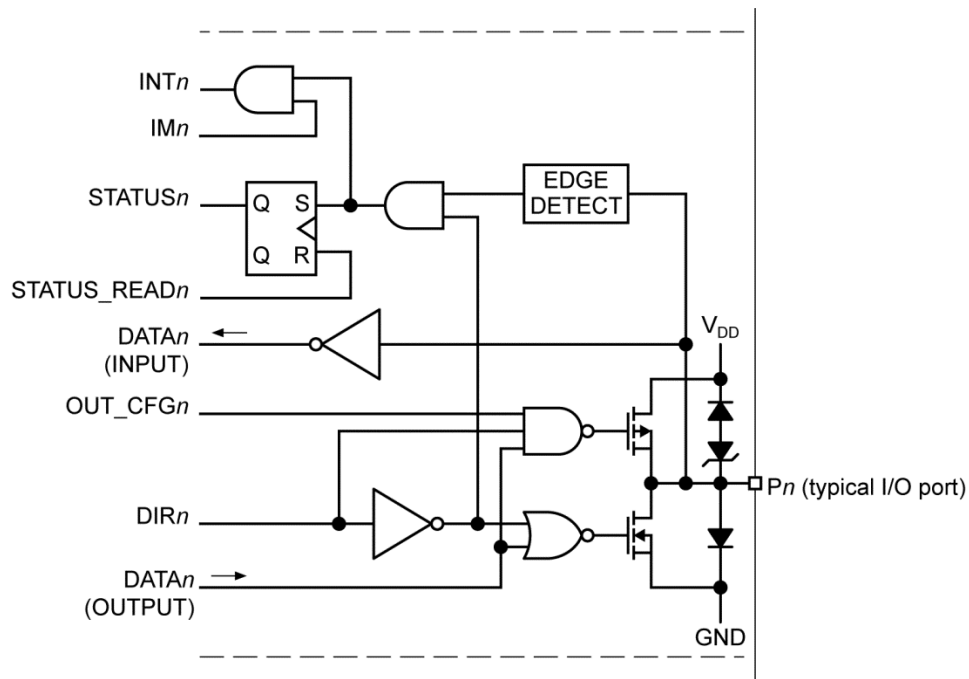 INTn
IMn
STATUSn
Q S
Q R
STATUS_READn
EDGE
DETECT
DATAn
(INPUT)
VDD
OUT_CFGn
Pn (typical I/O port)
DIRn
DATAn
(OUTPUT)
GND